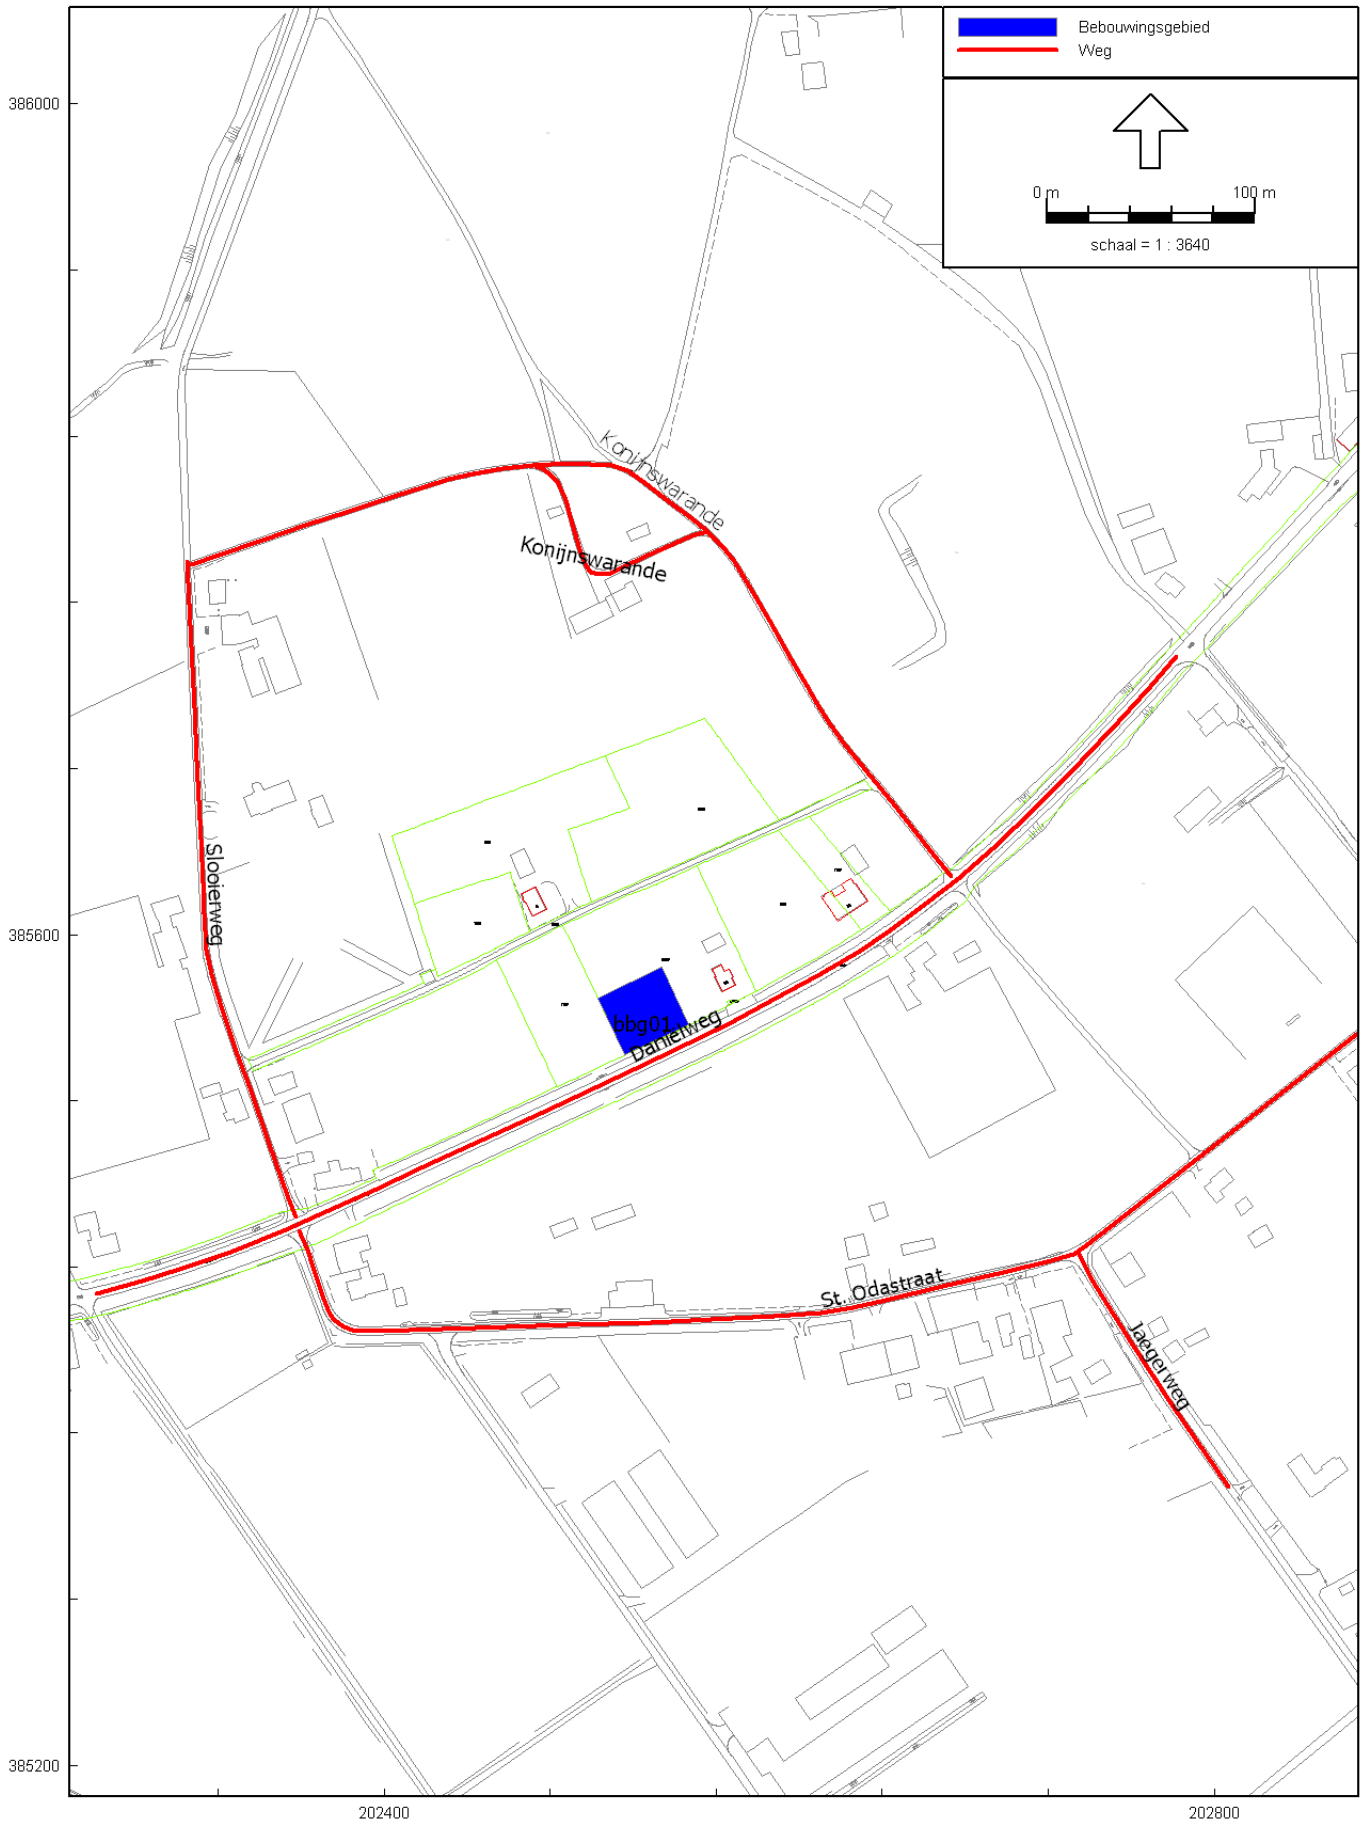 Bebouwingsgebied
Weg
386000
0 m
100 m
schaal = 1 : 3640
Konijnswarande
Konijnswarande
Slooierweg
385600
bbg01
Daniëlweg
St. Odastraat
Jaegerweg
385200
202400
202800